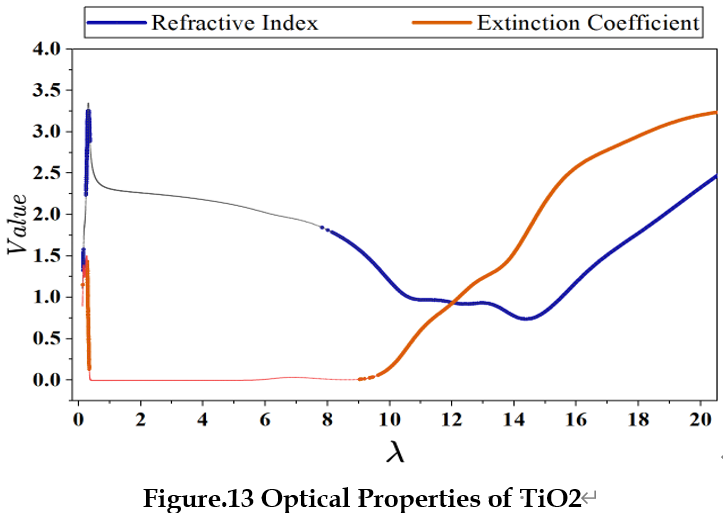 Refractive Index Extinction Coefficient
4.0
3.5
3.0
2.5
2.0
1.5
1.0
0.5
0.0
Value
0 2 4 6 8 10 12 14 16 18 20
λ
Figure.13 Optical Properties of TiO2↵